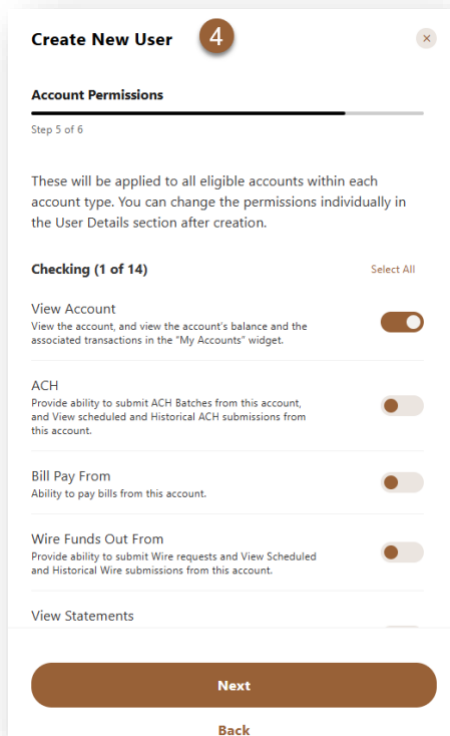 Create New User
4
×
Account Permissions
Step 5 of 6
These will be applied to all eligible accounts within each
account type. You can change the permissions individually in
the User Details section after creation.
Checking (1 of 14)
Select All
View Account
View the account, and view the account's balance and the
associated transactions in the "My Accounts" widget.
ACH
Provide ability to submit ACH Batches from this account,
and View scheduled and Historical ACH submissions from
this account.
Bill Pay From
Ability to pay bills from this account.
Wire Funds Out From
Provide ability to submit Wire requests and View Scheduled
and Historical Wire submissions from this account.
View Statements
Next
Back